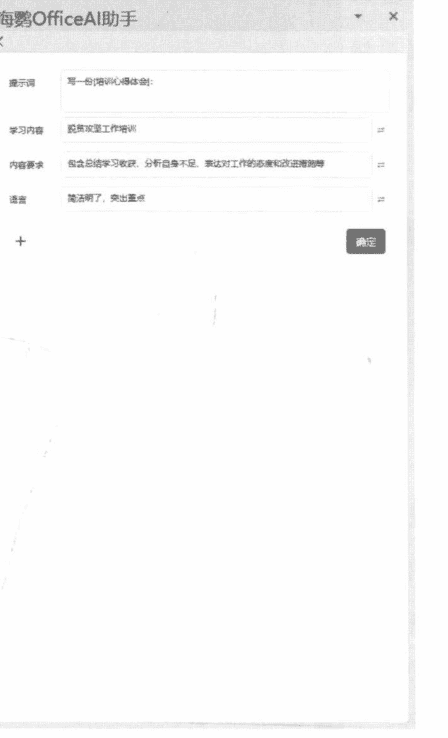 海鹦OfficeAI助手
提示词 写一份[培训心得体会]:
学习内容 脱贫攻坚工作培训
内容要求 包含总结学习收获、分析自身不足、表达对工作的态度和改进措施等
语言 简洁明了，突出重点
确定